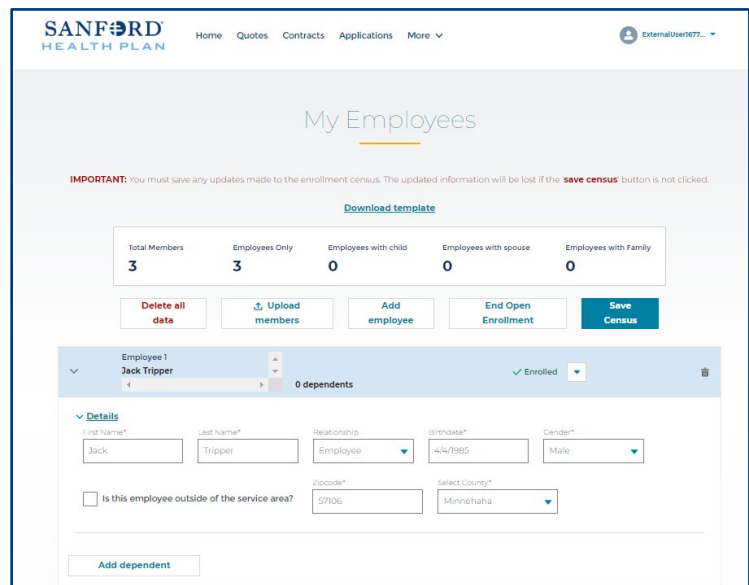 SANFORD
HEALTH PLAN
Home Quotes Contracts Applications More
ExternalUser1677...
My Employees
IMPORTANT: You must save any updates made to the enrollment census. The updated information will be lost if the 'save census' button is not clicked.
Download template
Total Members Employees Only Employees with child Employees with spouse Employees with Family
3 3 0 0 0
Delete all Upload Add End Open Save
data members employee Enrollment Census
Employee 1
Jack Tripper
0 dependents
Enrolled
Details
First Name* Last Name* Relationship Birthdate* Gender*
Jack Tripper Employee 4/4/1985 Male
Zipcode* Select County*
Is this employee outside of the service area? 57106 Minnehaha
Add dependent